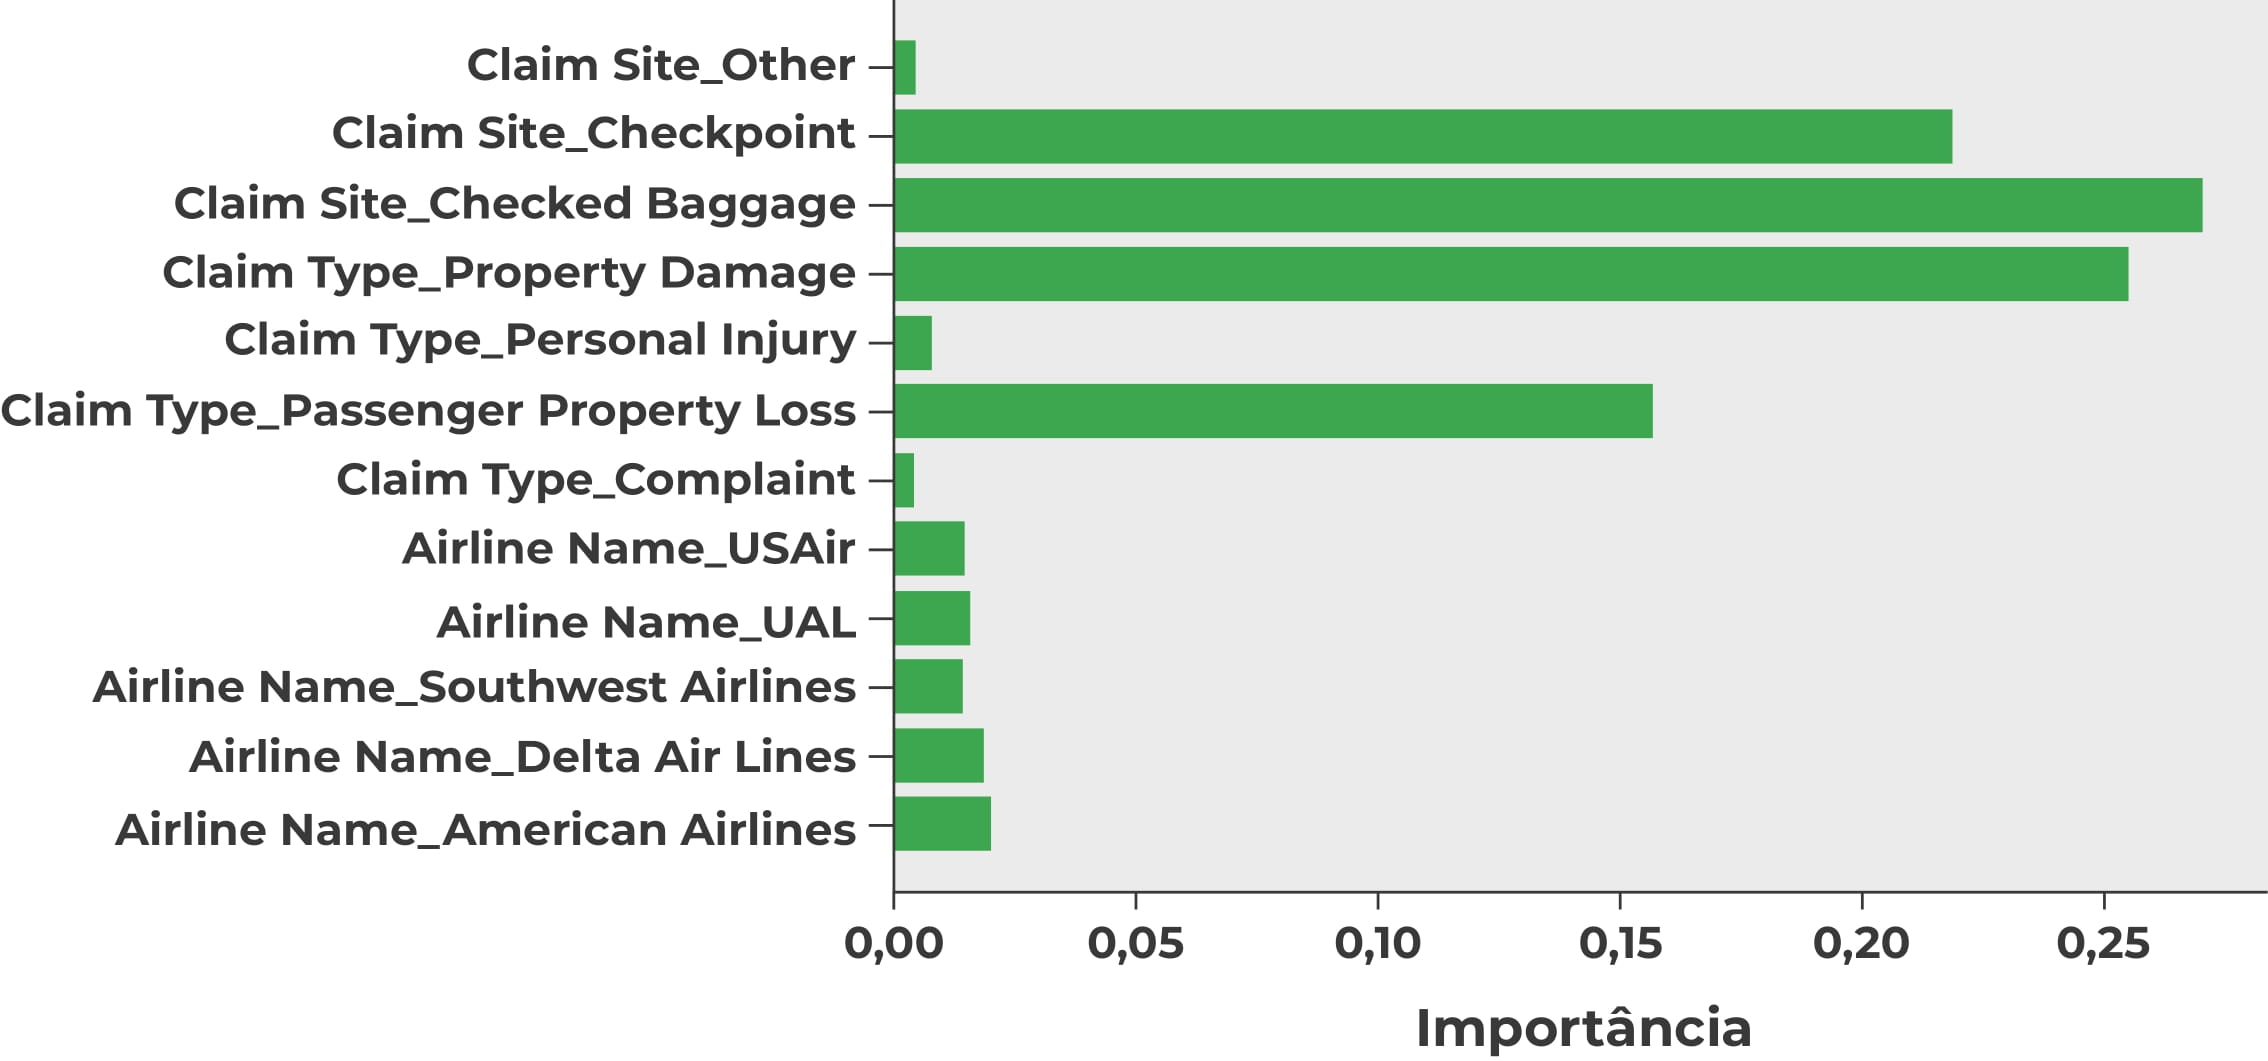 Claim Site_Other
Claim Site_Checkpoint
Claim Site_Checked Baggage
Claim Type_Property Damage
Claim Type_Personal Injury
Claim Type_Passenger Property Loss
Claim Type_Complaint
Airline Name_USAir
Airline Name_UAL
Airline Name_Southwest Airlines
Airline Name_Delta Air Lines
Airline Name_American Airlines
0,00 0,05 0,10 0,15 0,20 0,25
Importância